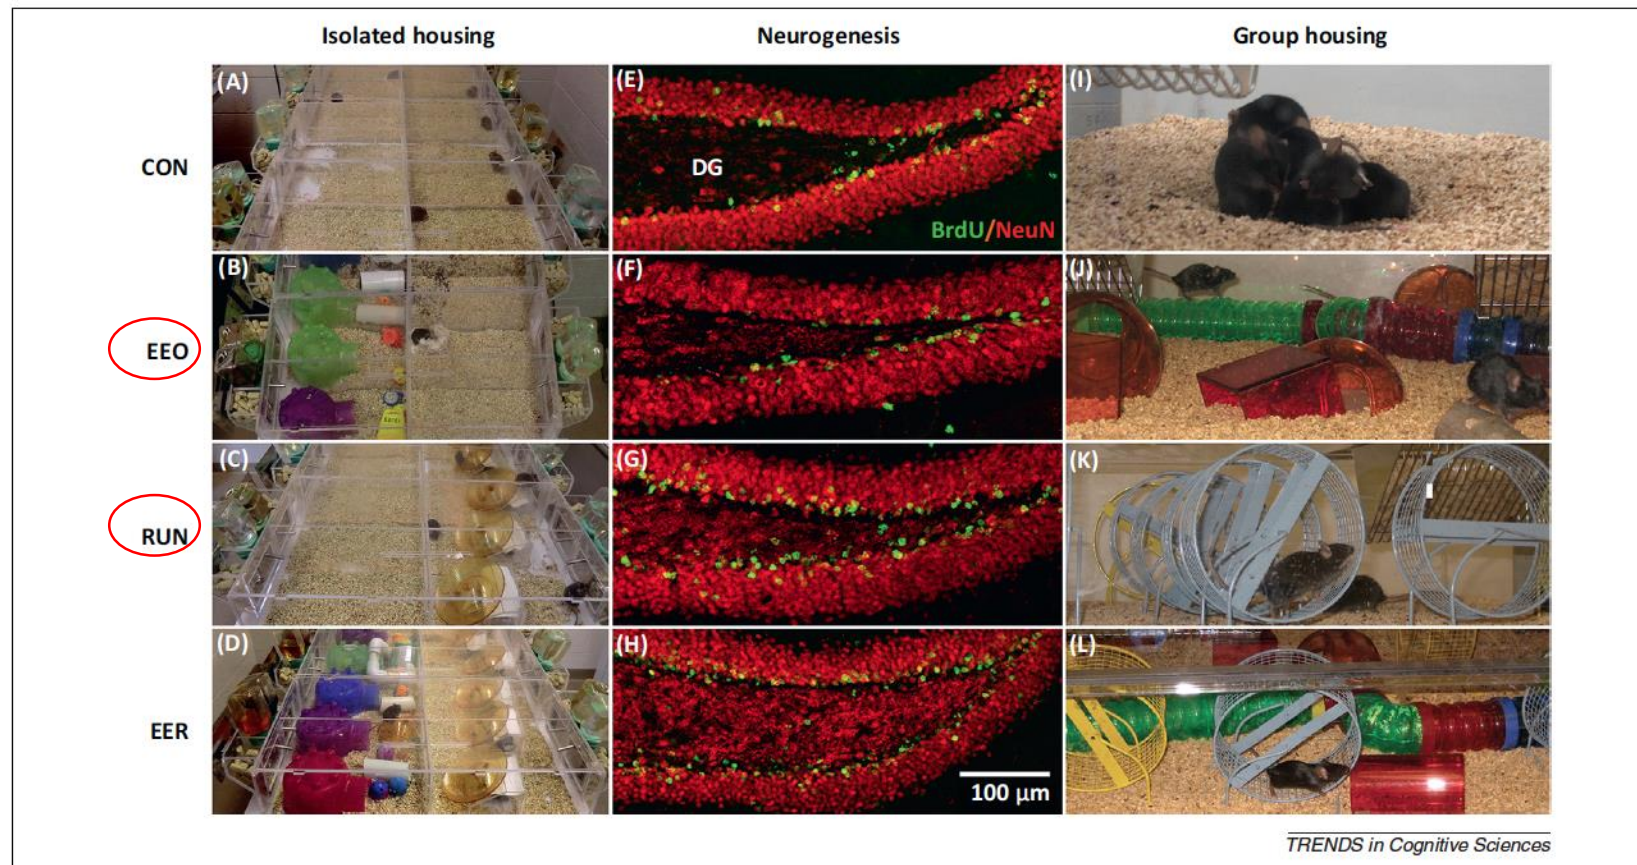 Isolated housing
Neurogenesis
Group housing
CON
(A)
(E)
DG
BrdU/NeuN
(I)
EEO
(B)
(F)
(J)
RUN
(C)
(G)
(K)
EER
(D)
(H)
100 μm
(L)
TRENDS in Cognitive Sciences